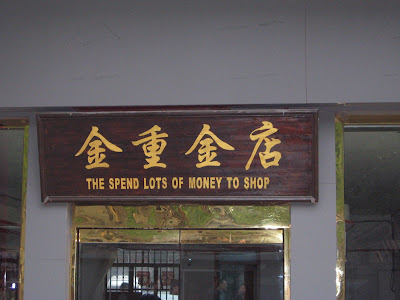 金重金店
THE SPEND LOTS OF MONEY TO SHOP